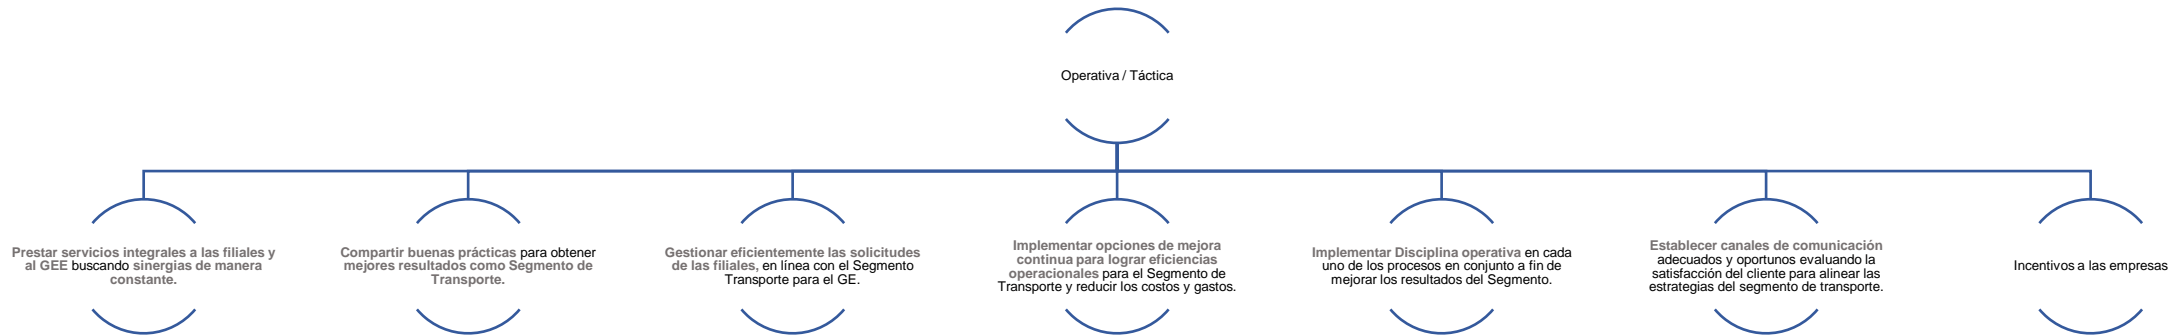 Operativa / Táctica
Prestar servicios integrales a las filiales y
al GEE buscando sinergias de manera
constante.
Compartir buenas prácticas para obtener
mejores resultados como Segmento de
Transporte.
Gestionar eficientemente las solicitudes
de las filiales, en línea con el Segmento
Transporte para el GE.
Implementar opciones de mejora
continua para lograr eficiencias
operacionales para el Segmento de
Transporte y reducir los costos y gastos.
Implementar Disciplina operativa en cada
uno de los procesos en conjunto a fin de
mejorar los resultados del Segmento.
Establecer canales de comunicación
adecuados y oportunos evaluando la
satisfacción del cliente para alinear las
estrategias del segmento de transporte.
Incentivos a las empresas